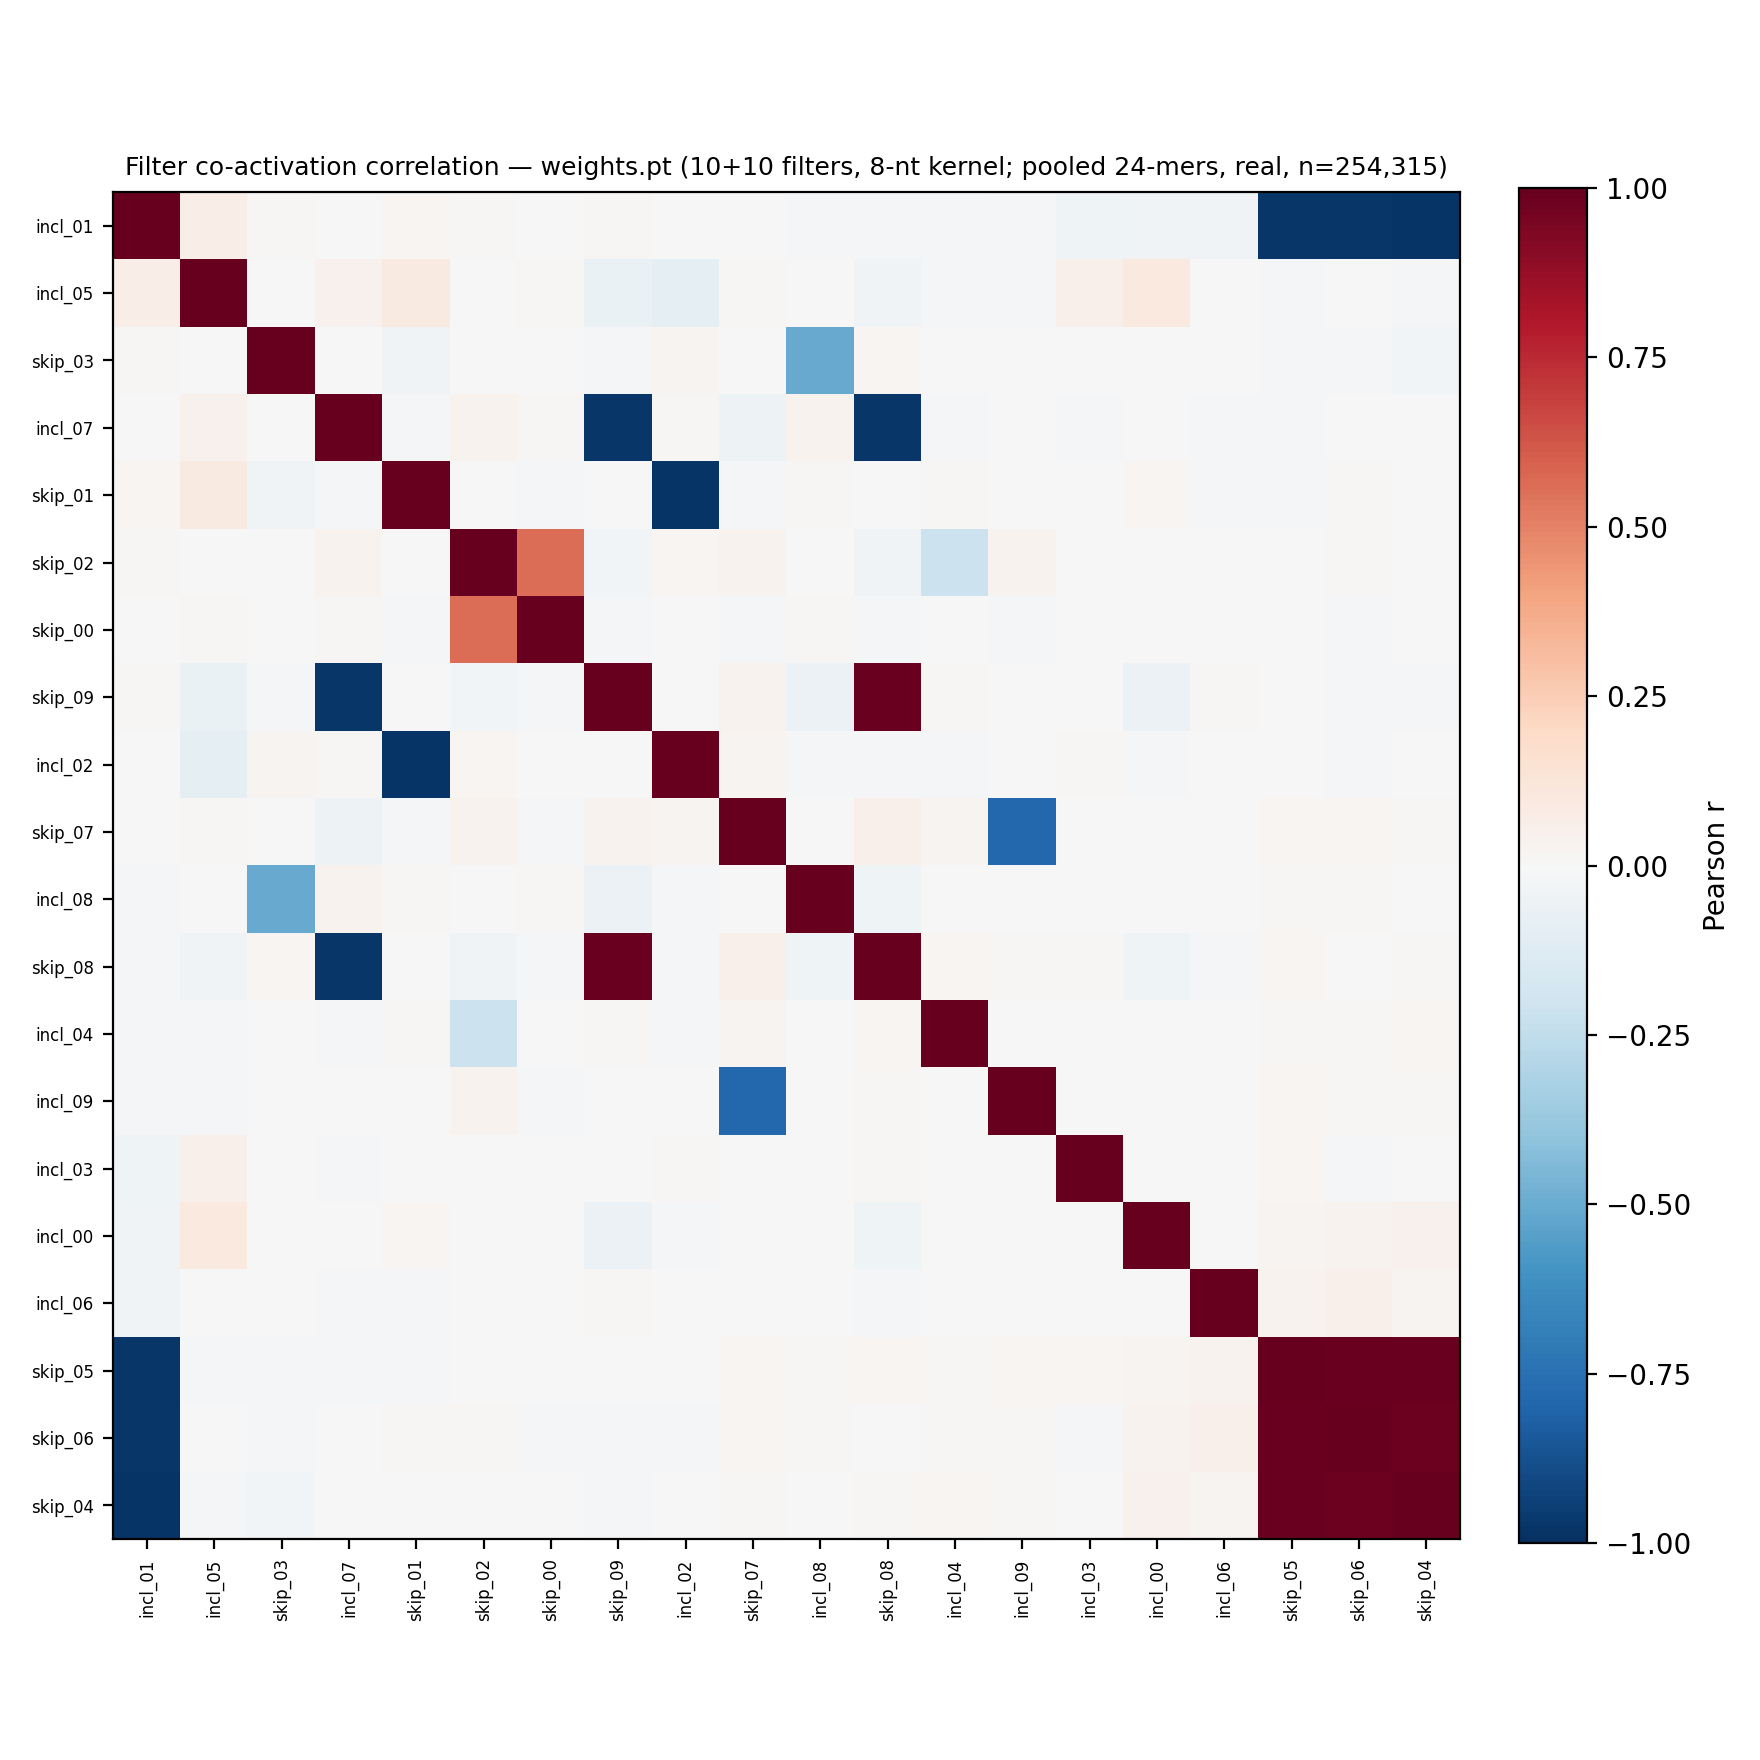 Filter co-activation correlation — weights.pt (10+10 filters, 8-nt kernel; pooled 24-mers, real, n=254,315)
incl_01
incl_05
skip_03
incl_07
skip_01
skip_02
skip_00
skip_09
incl_02
skip_07
incl_08
skip_08
incl_04
incl_09
incl_03
incl_00
incl_06
skip_05
skip_06
skip_04
incl_01
incl_05
skip_03
incl_07
skip_01
skip_02
skip_00
skip_09
incl_02
skip_07
incl_08
skip_08
incl_04
incl_09
incl_03
incl_00
incl_06
skip_05
skip_06
skip_04
1.00
0.75
0.50
0.25
0.00
−0.25
−0.50
−0.75
−1.00
Pearson r